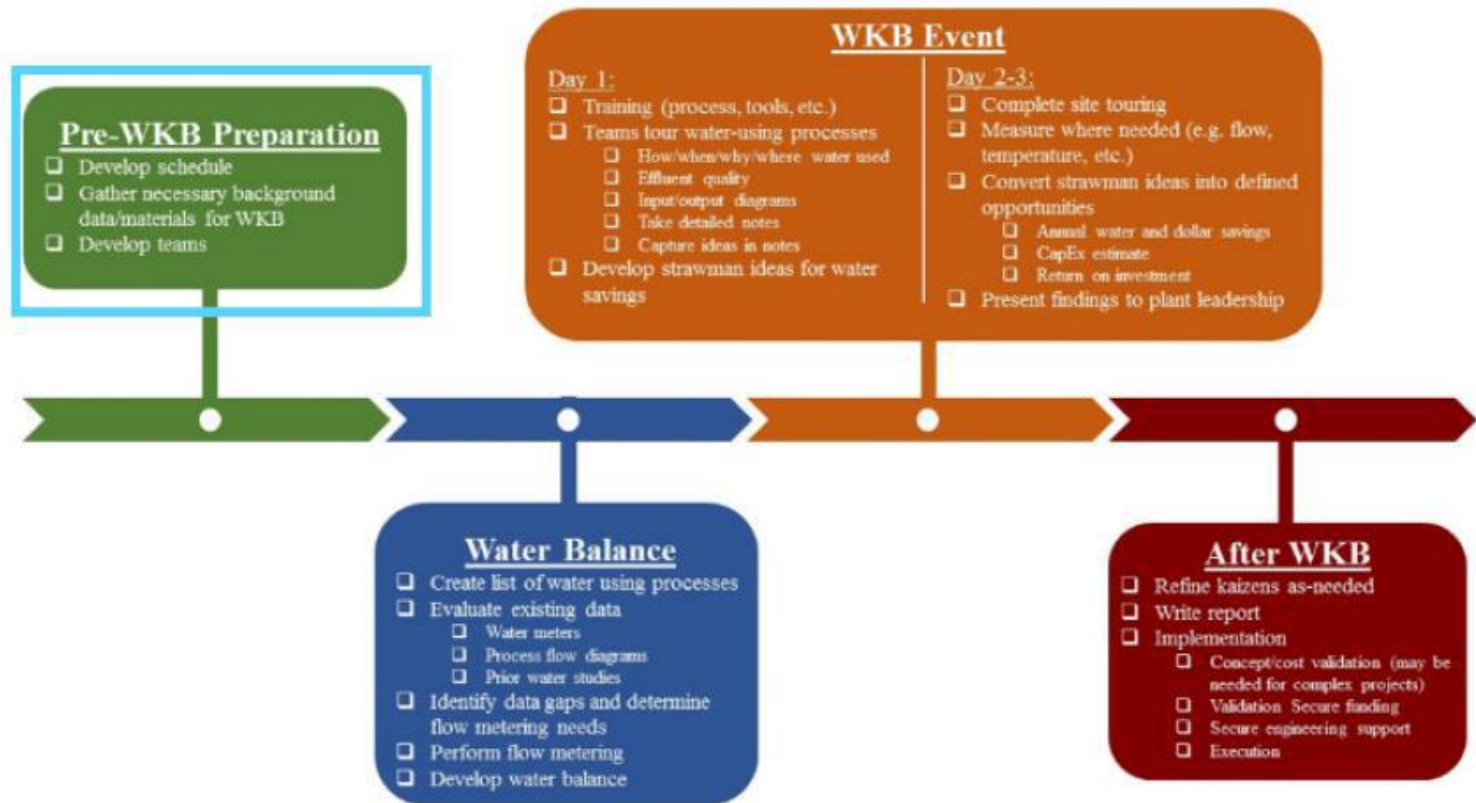 Pre-WKB Preparation
Develop schedule
Gather necessary background
data/materials for WKB
Develop teams
WKB Event
Day 1:
Training (process, tools, etc.)
Teams tour water-using processes
How/when/why/where water used
Effluent quality
Input/output diagrams
Take detailed notes
Capture ideas in notes
Develop strawman ideas for water
savings
Day 2-3:
Complete site touring
Measure where needed (e.g. flow,
temperature, etc.)
Convert strawman ideas into defined
opportunities
Annual water and dollar savings
CapEx estimate
Return on investment
Present findings to plant leadership
Water Balance
Create list of water using processes
Evaluate existing data
Water meters
Process flow diagrams
Prior water studies
Identify data gaps and determine
flow metering needs
Perform flow metering
Develop water balance
After WKB
Refine kaizens as-needed
Write report
Implementation
Concept/cost validation (may be
needed for complex projects)
Validation Secure funding
Secure engineering support
Execution